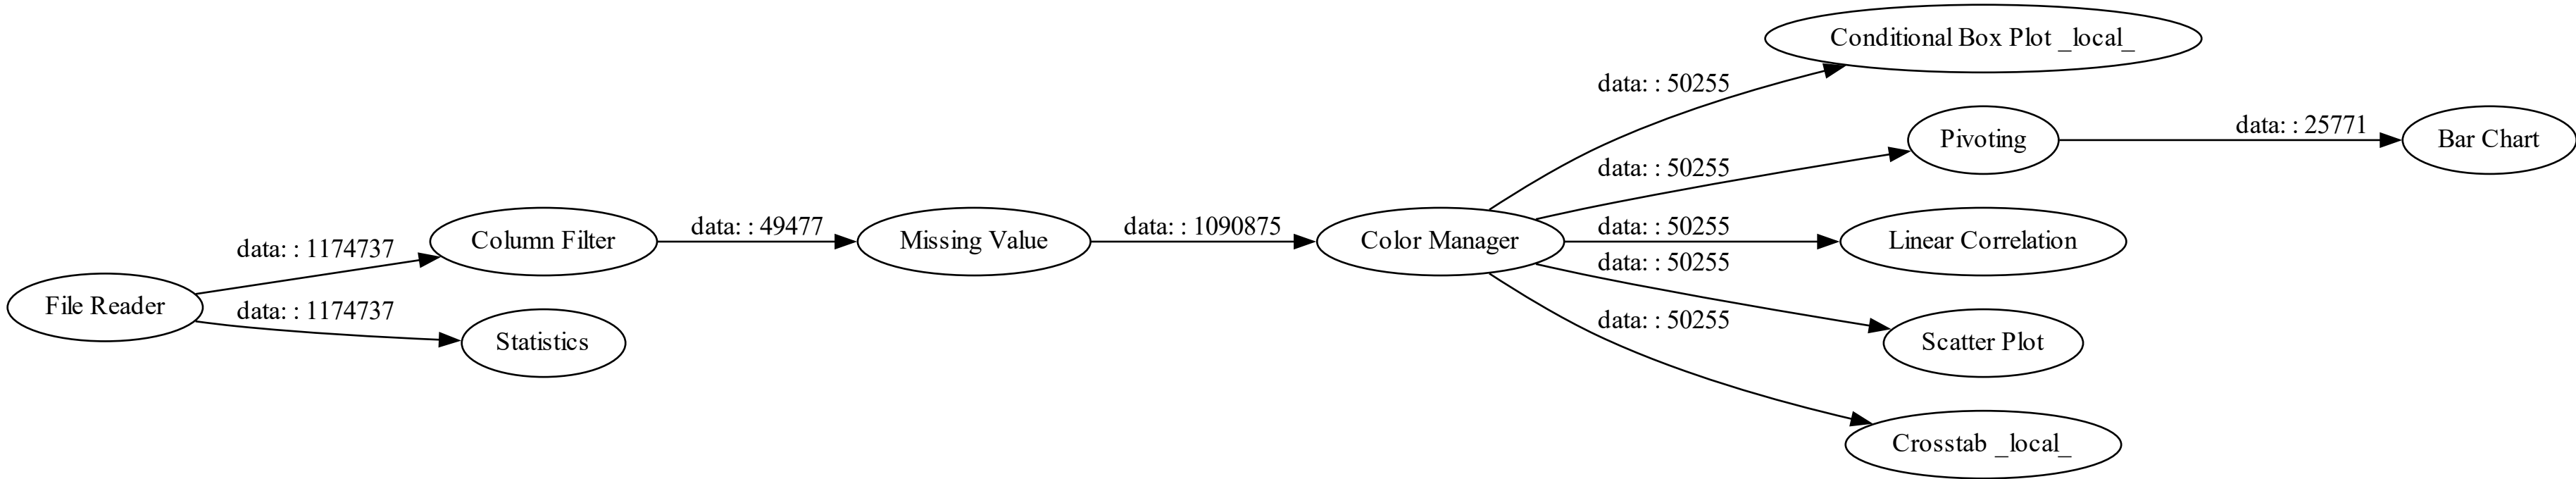 Conditional Box Plot _local_
data: : 50255
Pivoting
data: : 25771
Bar Chart
data: : 50255
Column Filter
data: : 49477
Missing Value
data: : 1090875
Color Manager
data: : 50255
Linear Correlation
data: : 1174737
data: : 50255
File Reader
data: : 1174737
Statistics
data: : 50255
Scatter Plot
Crosstab _local_